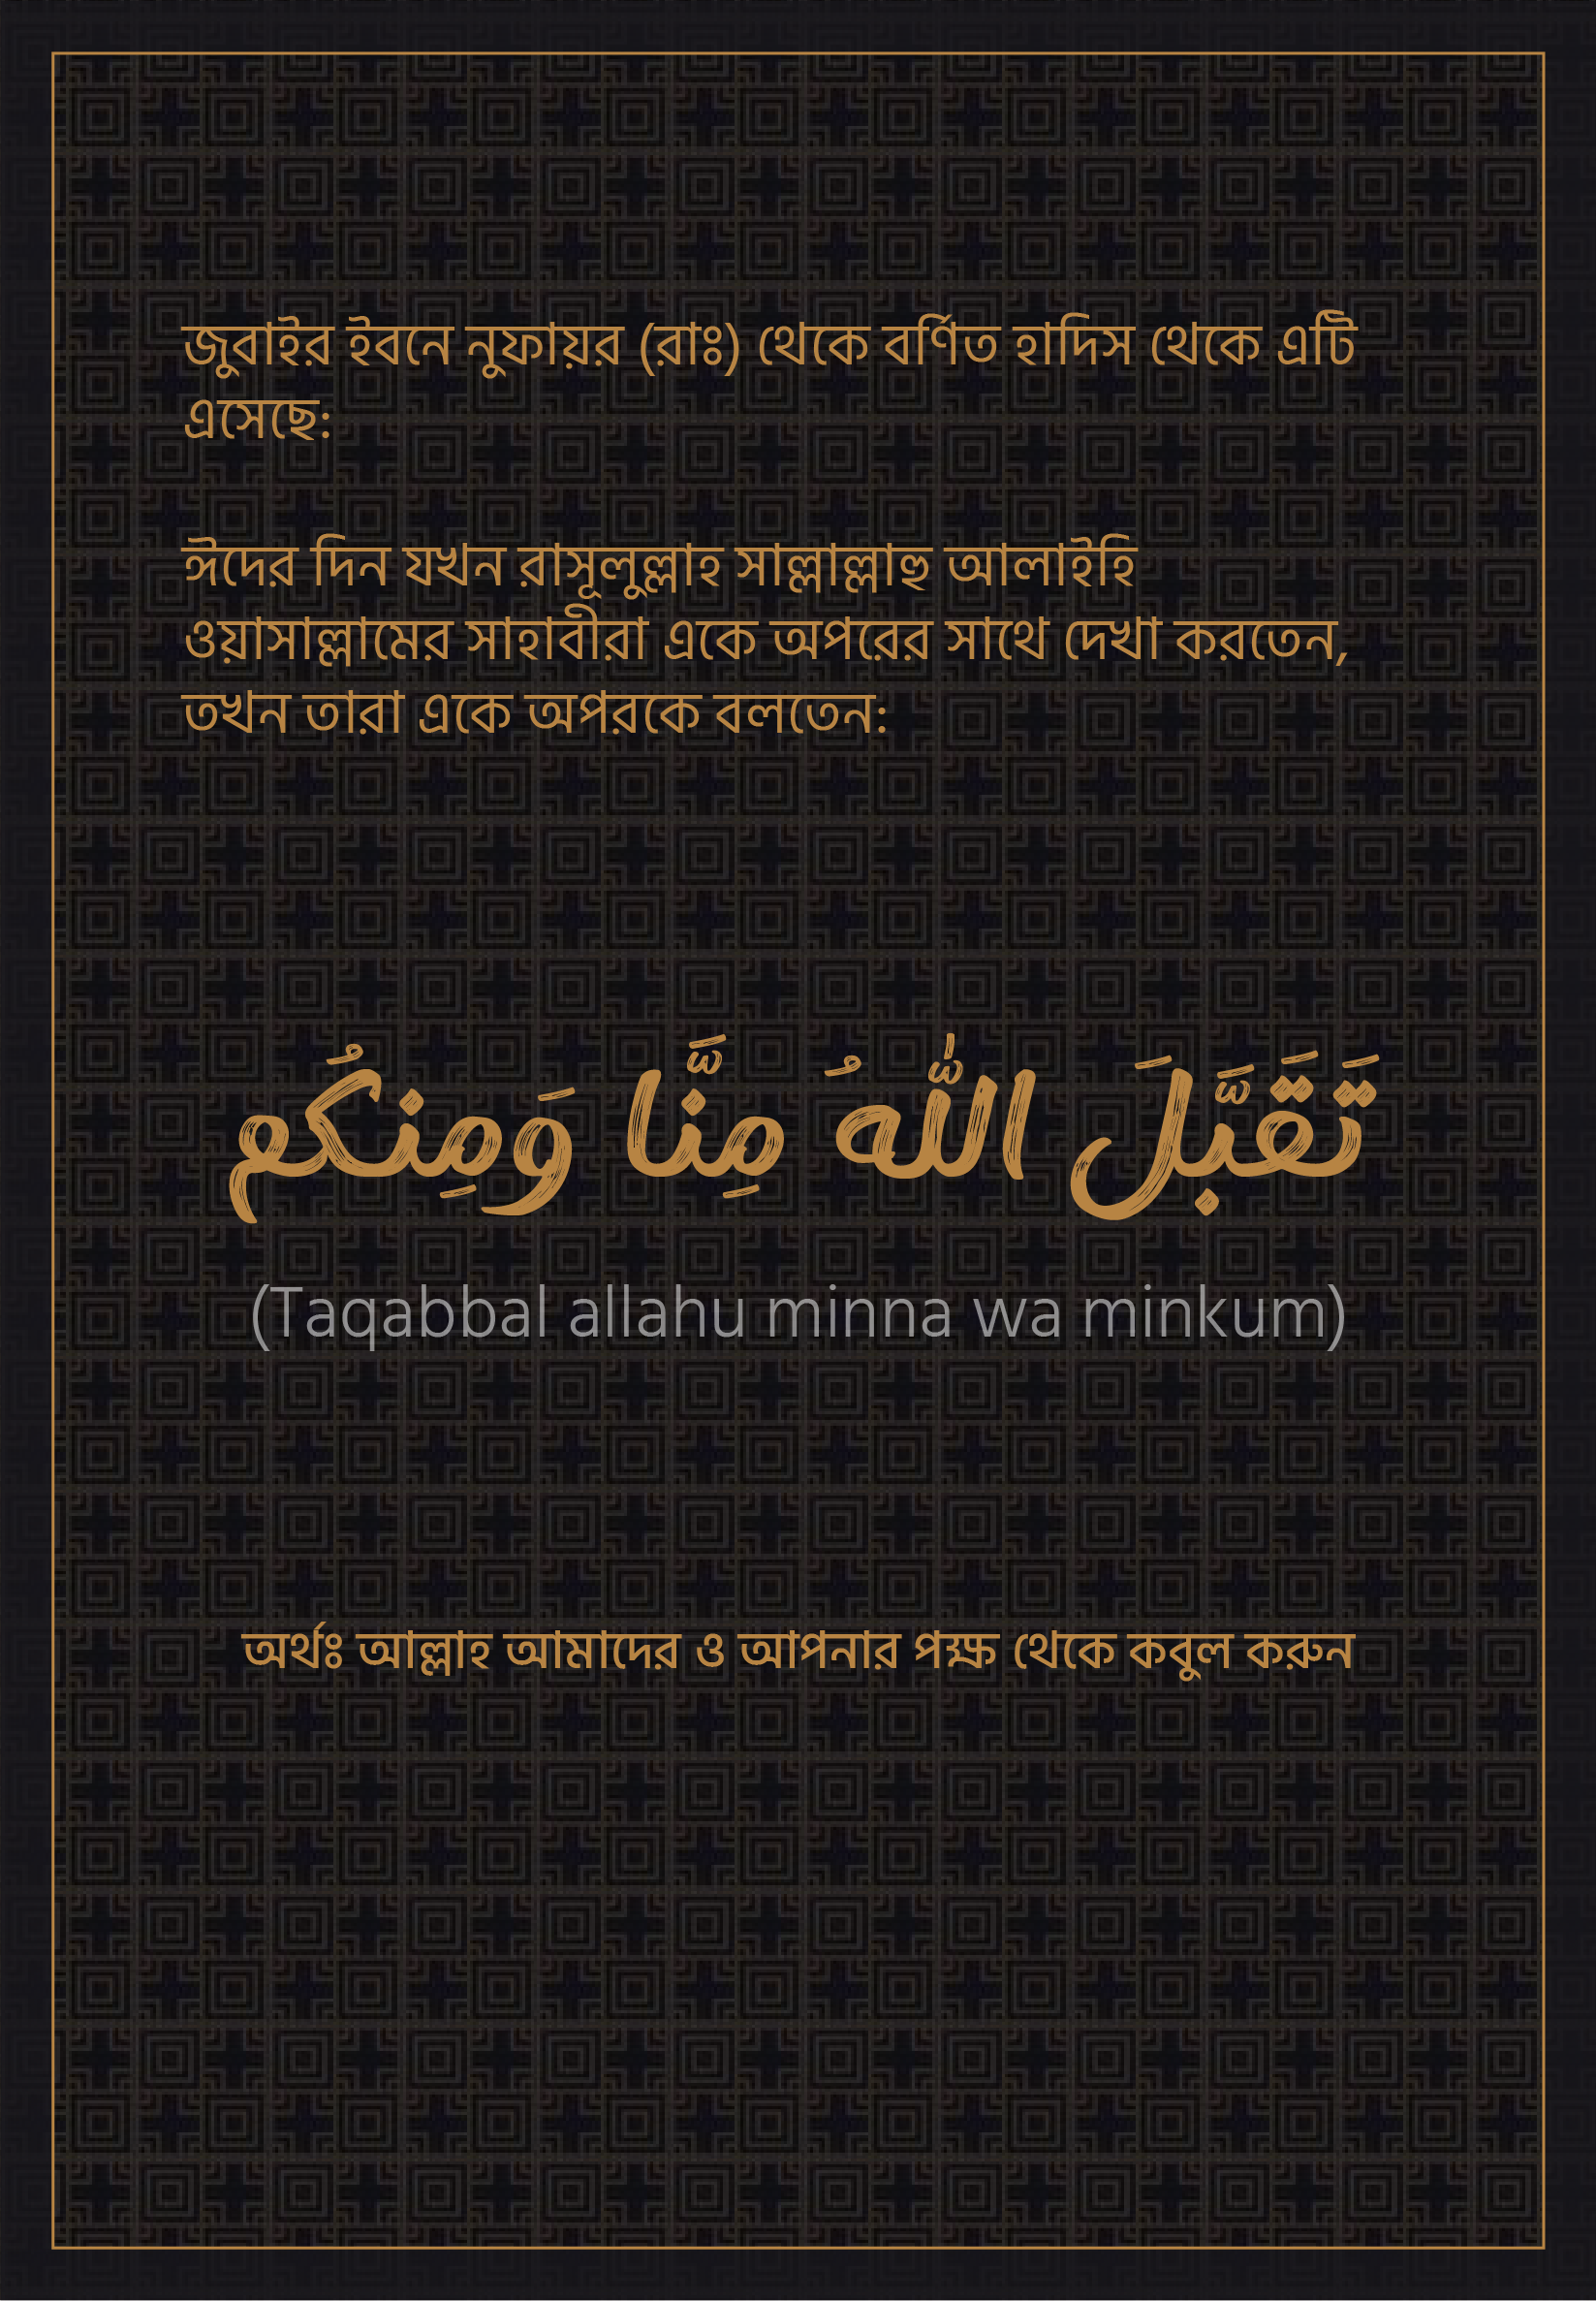 জুবাইর ইবনে নুফায়র (রাঃ) থেকে বর্ণিত হাদিস থেকে এটি
এসেছে:
ঈদের দিন যখন রাসূলুল্লাহ সাল্লাল্লাহু আলাইহি
ওয়াসাল্লামের সাহাবীরা একে অপরের সাথে দেখা করতেন,
তখন তারা একে অপরকে বলতেন:
تَقَبَّلَ اللّٰهُ مِنَّا وَمِنكُم
(Taqabbal allahu minna wa minkum)
অর্থঃ আল্লাহ আমাদের ও আপনার পক্ষ থেকে কবুল করুন